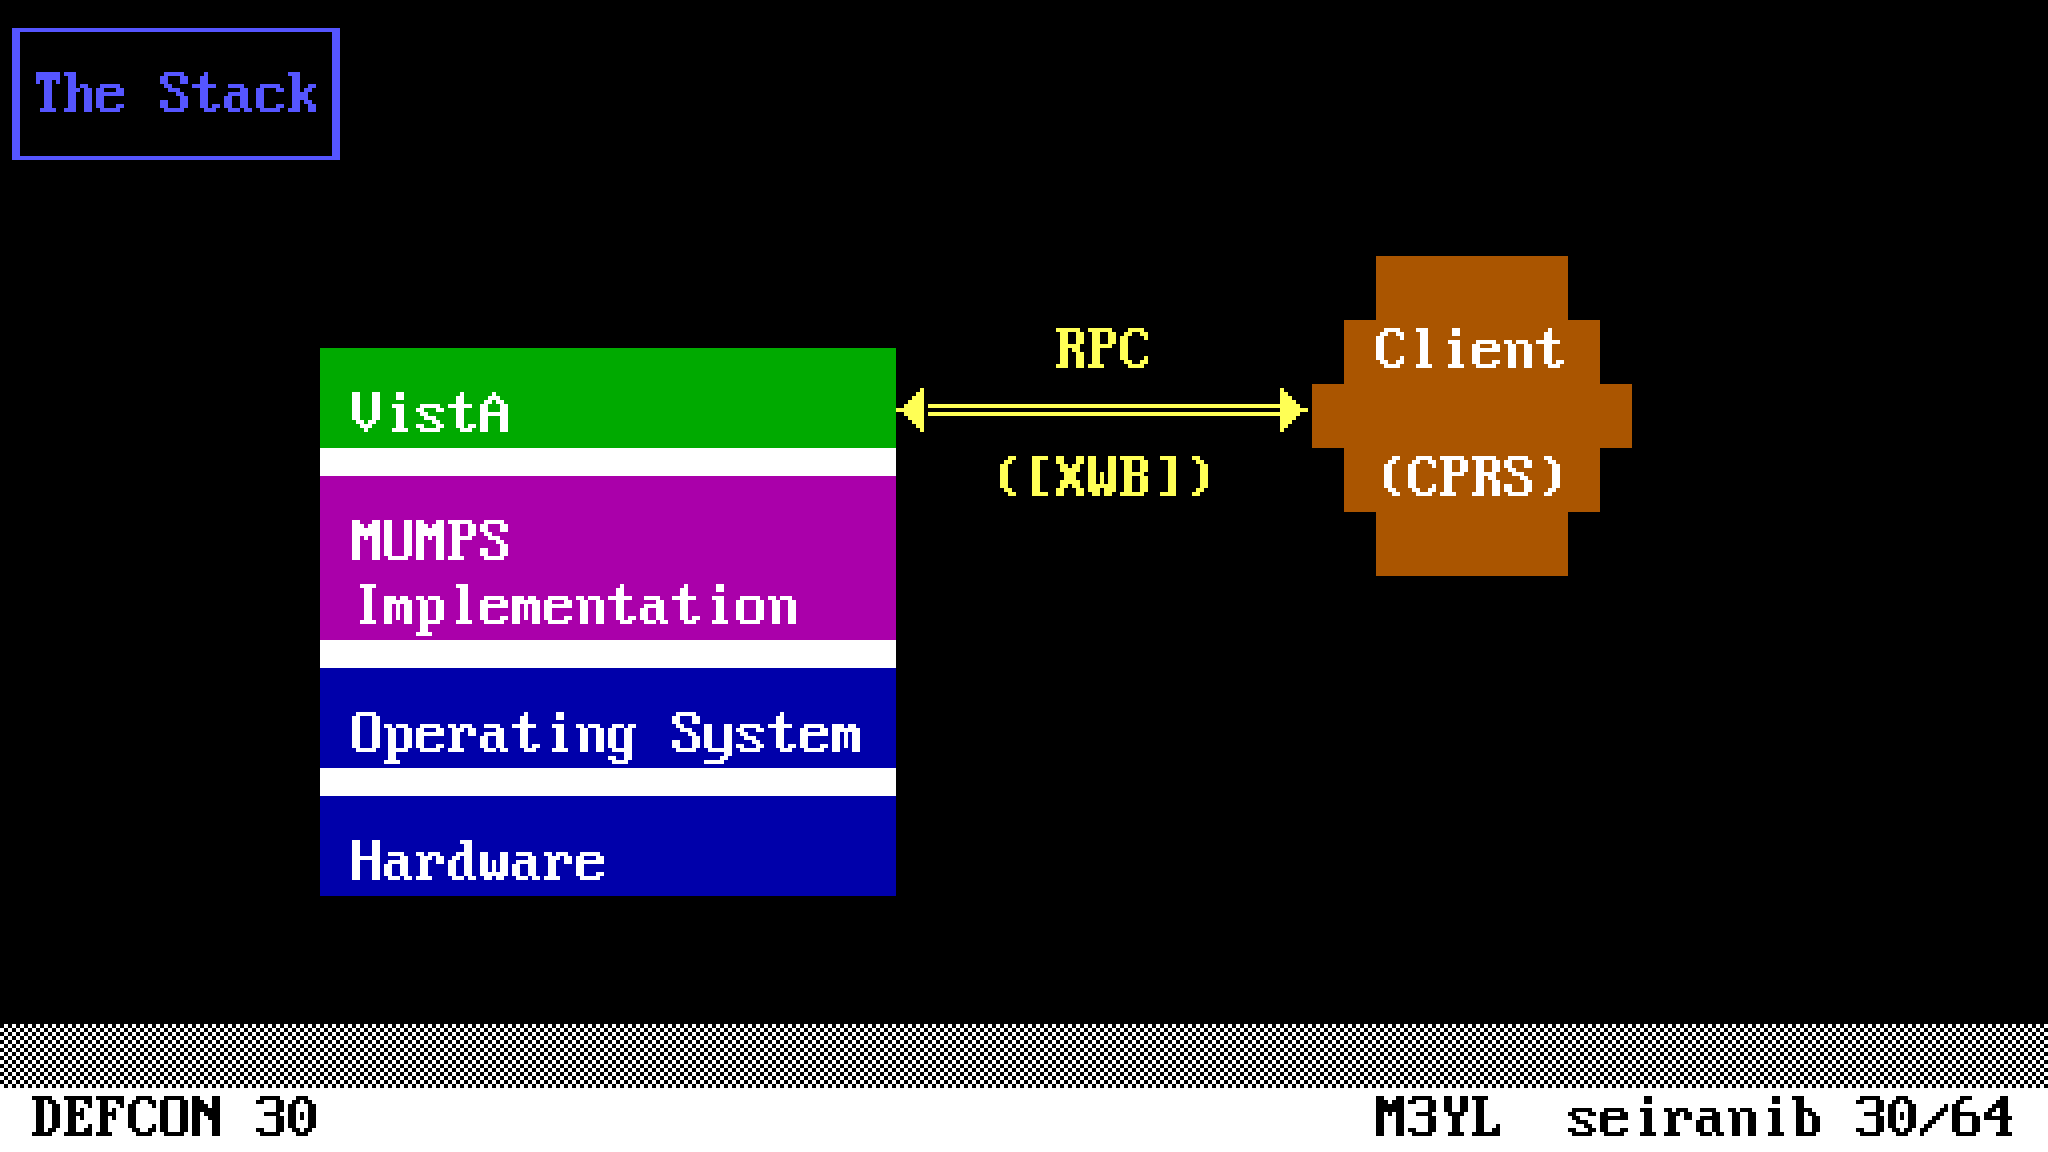 The Stack
VistA
MUMPS
Implementation
Operating System
Hardware
RPC
([XWB])
Client
(CPRS)
DEFCON 30
M3YL seiranib 30/64